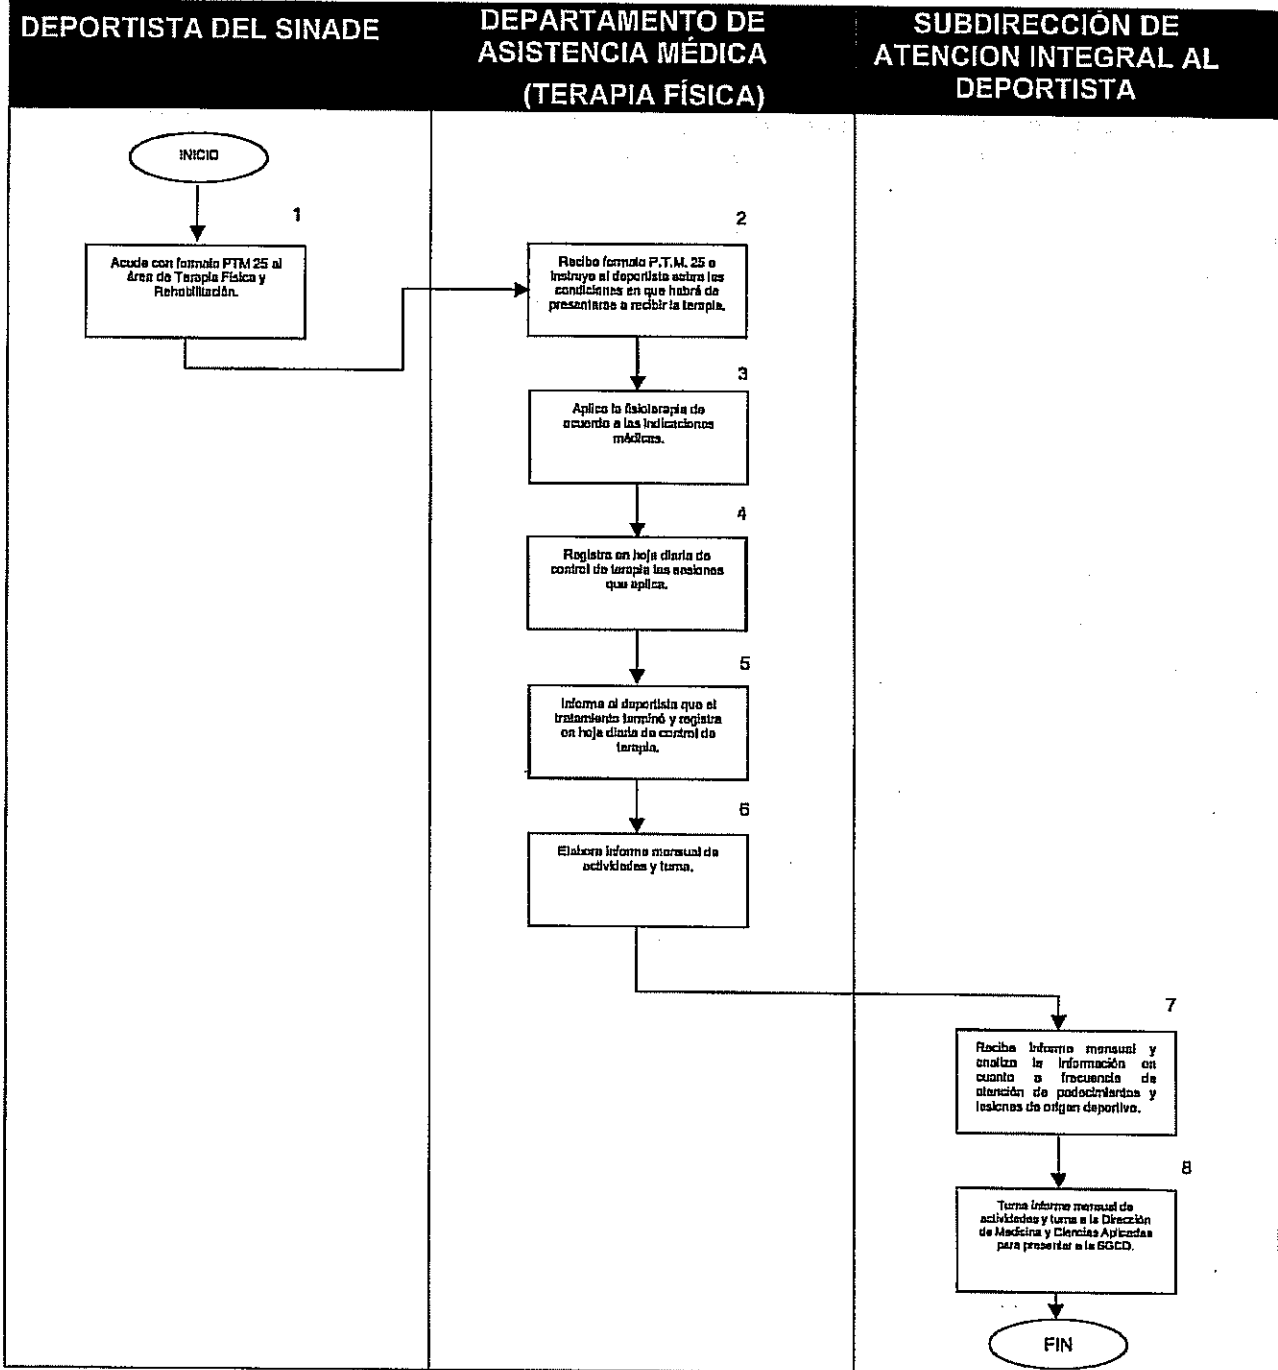 DEPORTISTA DEL SINADE
DEPARTAMENTO DE
ASISTENCIA MÉDICA
(TERAPIA FÍSICA)
SUBDIRECCIÓN DE
ATENCION INTEGRAL AL
DEPORTISTA
INICIO
1
Acude con formato PTM 25 al
Área de Terapia Física y
Rehabilitación.
2
Recibe formato P.T.M. 25 e
instruye al deportista sobre las
condiciones en que habrá de
presentarse a recibir la terapia.
3
Aplica la fisioterapia de
acuerdo a las indicaciones
médicas.
4
Registra en hoja diaria de
control de terapia las sesiones
que aplica.
5
Informa al deportista que el
tratamiento terminó y registra
en hoja diaria de control de
terapia.
6
Elabora informe mensual de
actividades y turna.
7
Recibe informe mensual y
analiza la información en
cuanto a frecuencia de
atención de padecimientos y
lesiones de origen deportivo.
8
Turna informe mensual de
actividades y turna a la Dirección
de Medicina y Ciencias Aplicadas
para presentar a la SGCD.
FIN